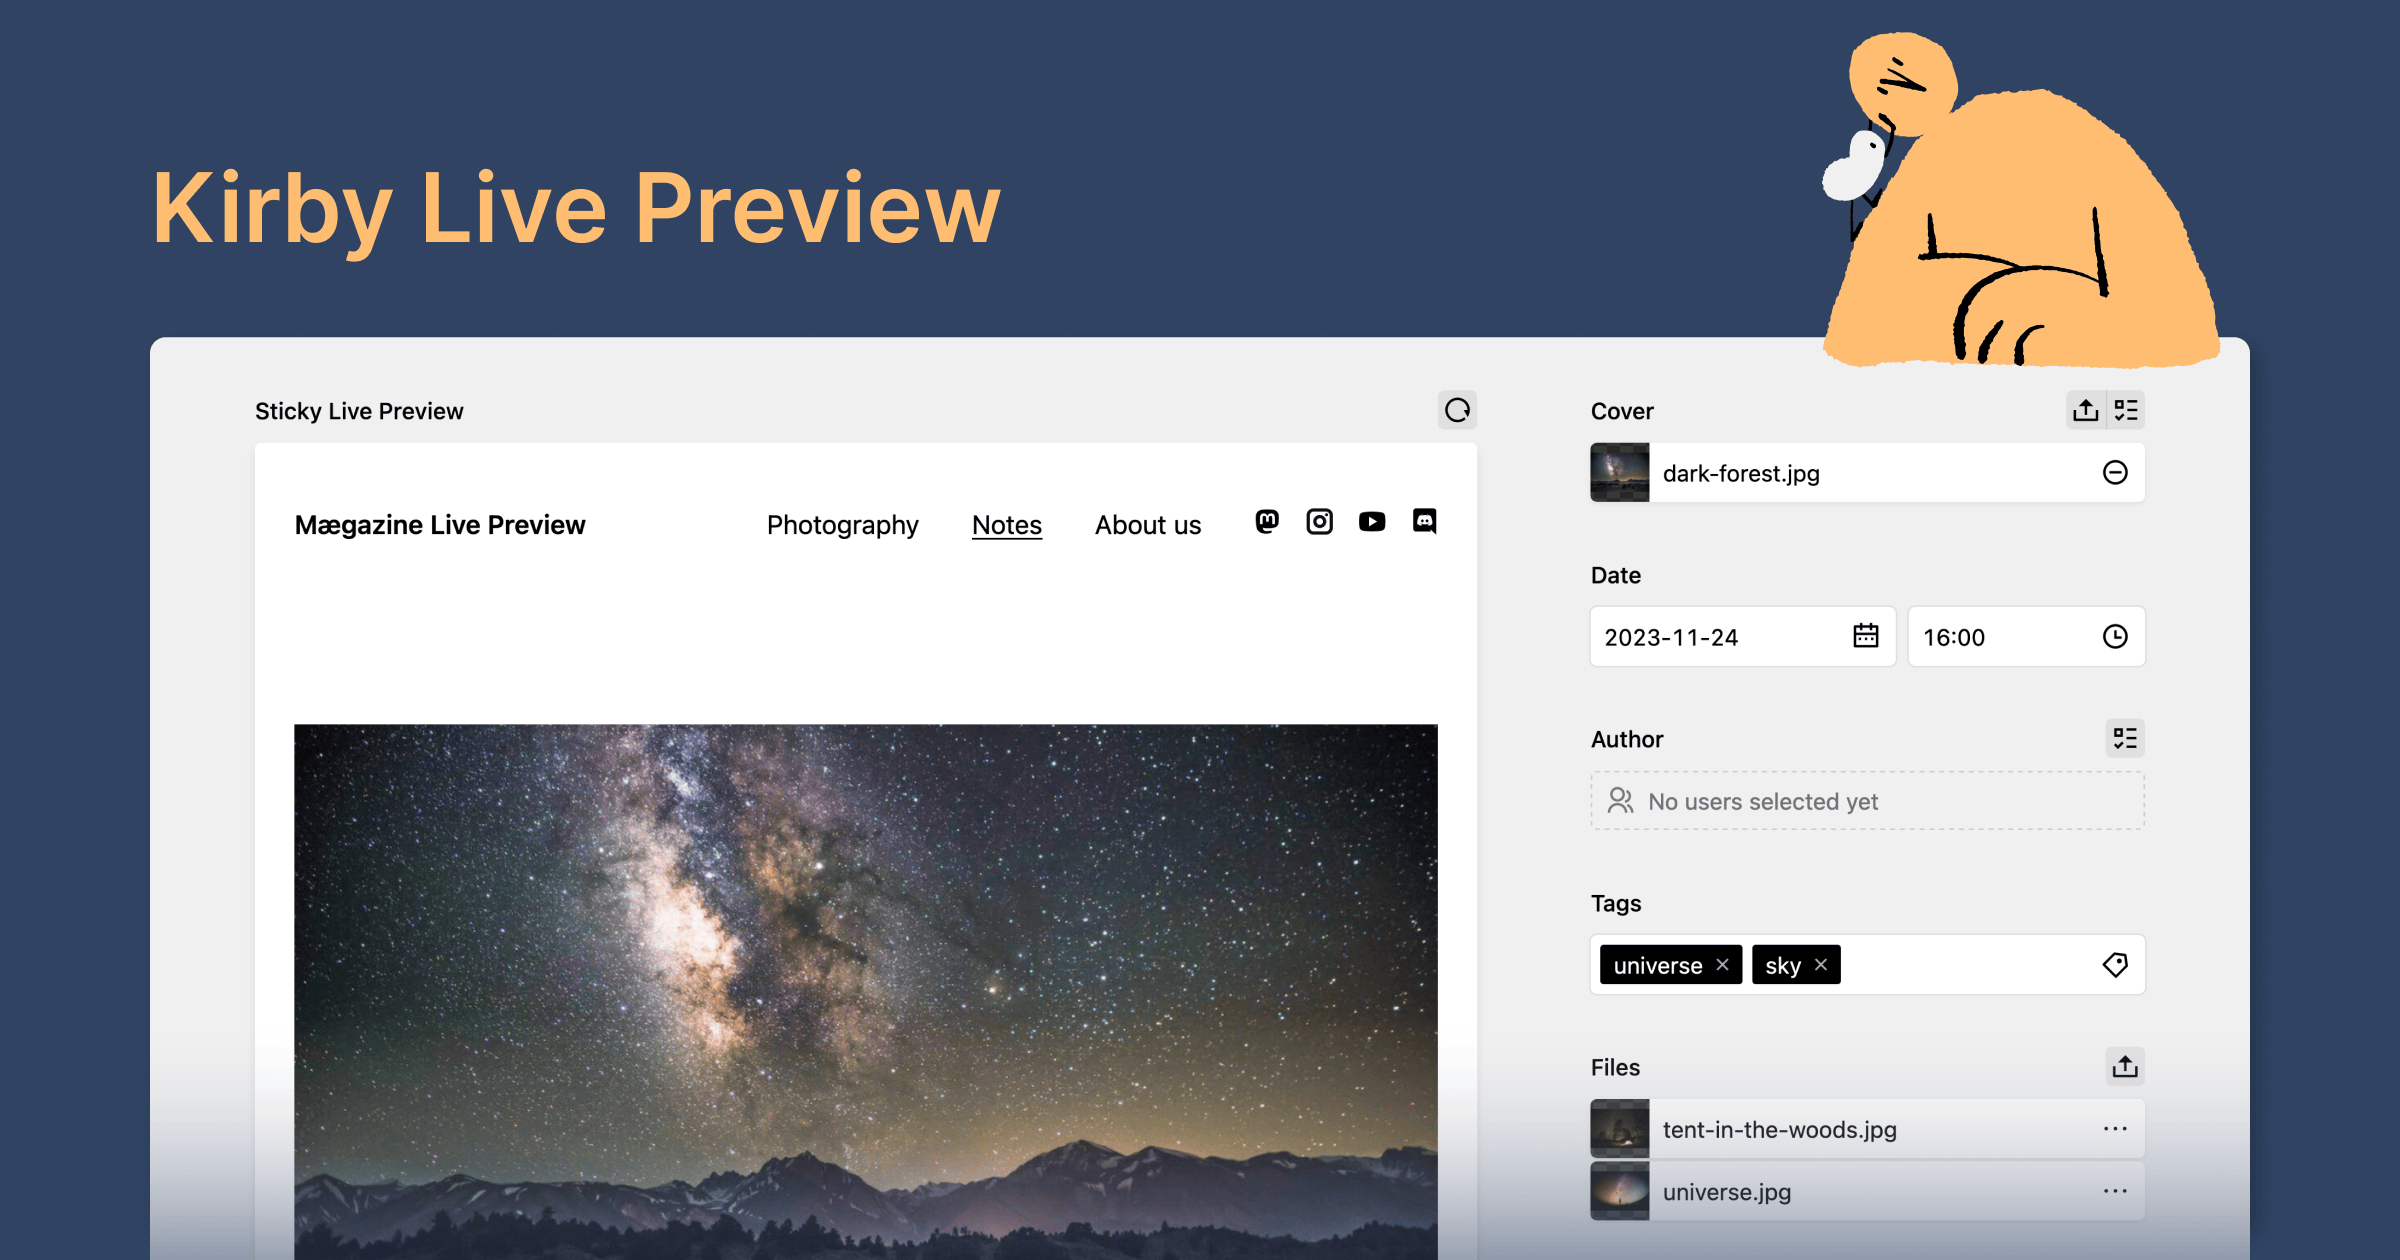 Kirby Live Preview
Sticky Live Preview
Mægazine Live Preview
Photography
Notes
About us
Cover
dark-forest.jpg
Date
2023-11-24
16:00
Author
No users selected yet
Tags
universe
sky
Files
tent-in-the-woods.jpg
universe.jpg